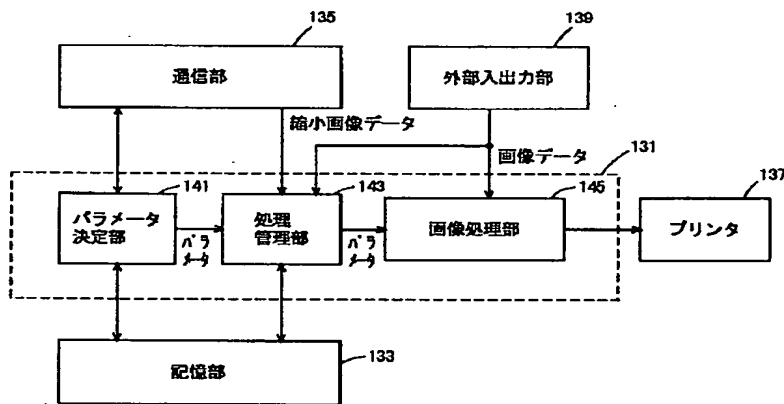 135
139
通信部
外部入出力部
縮小画像データ
画像データ
131
141
143
145
137
パラメータ
決定部
パラ
メータ
処理
管理部
パラ
メータ
画像処理部
プリンタ
記憶部
133